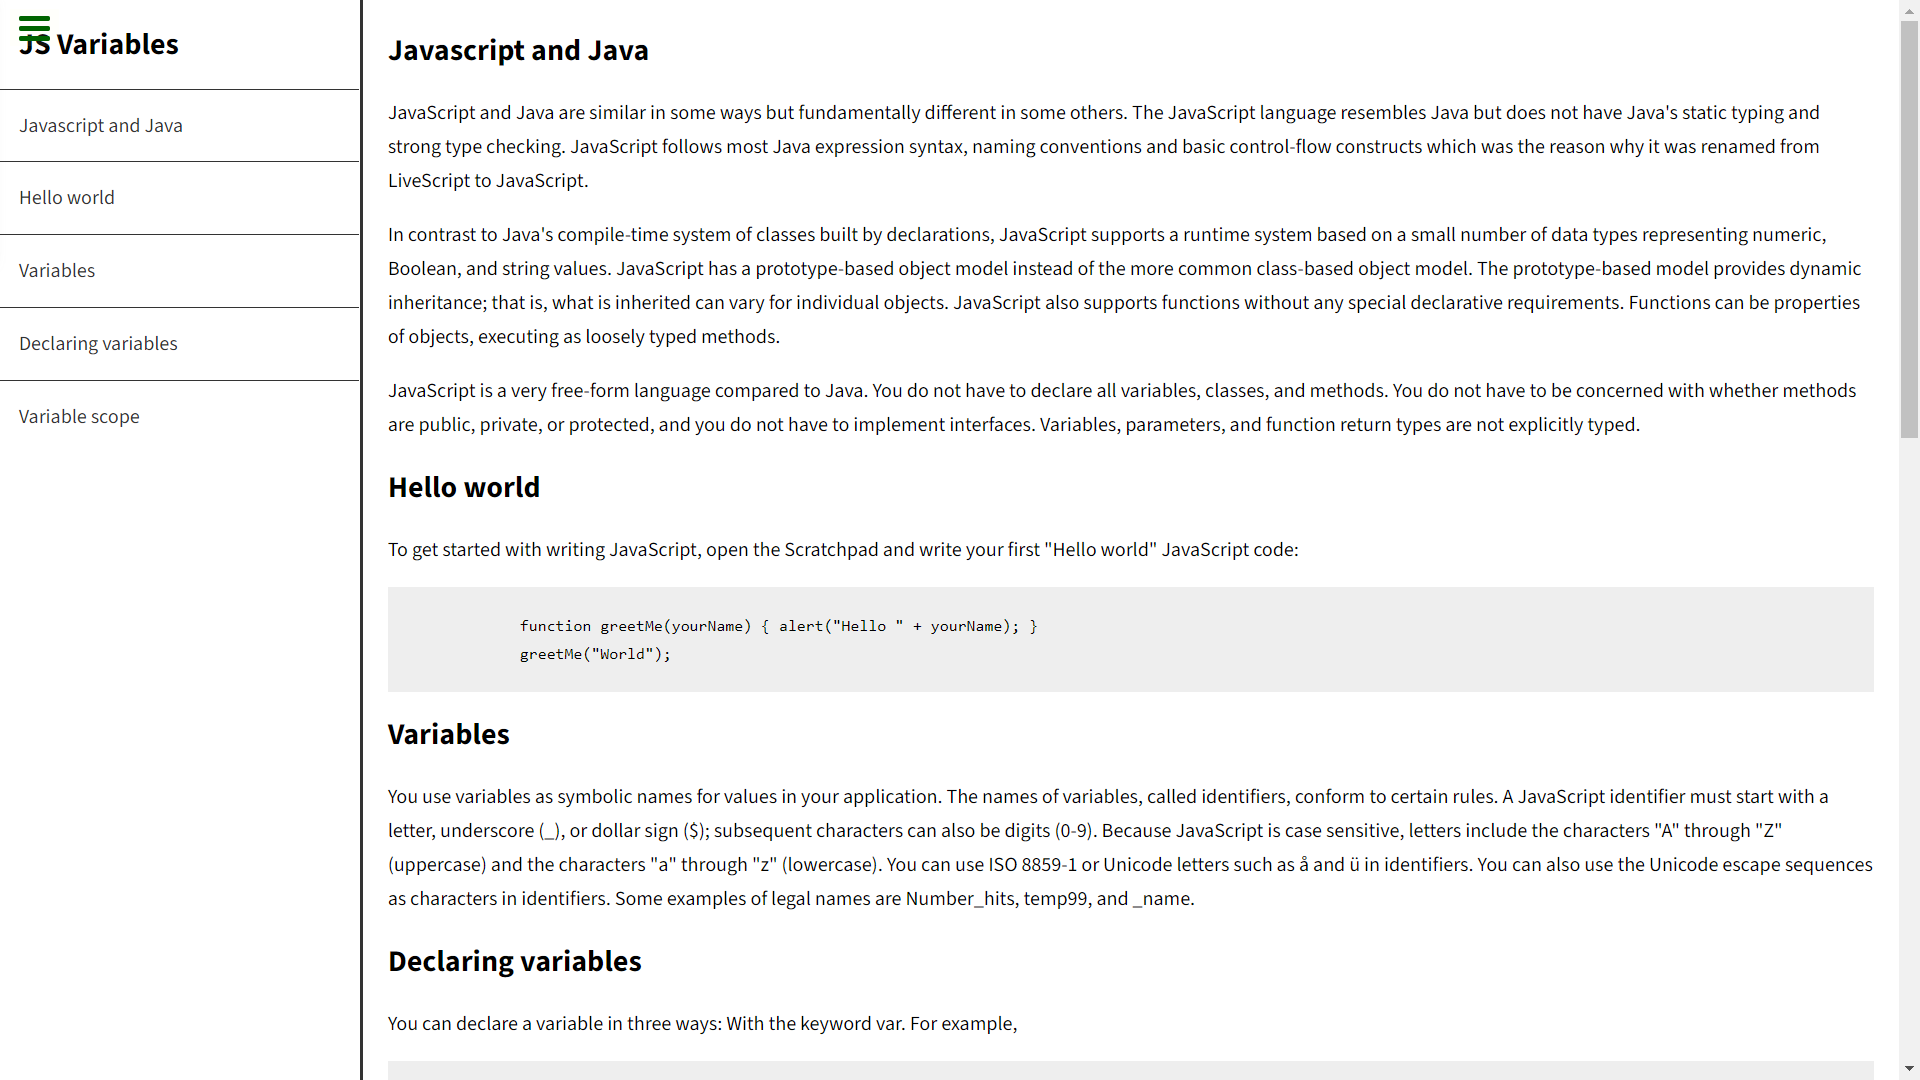 JS Variables
Javascript and Java
Hello world
Variables
Declaring variables
Variable scope
Javascript and Java
JavaScript and Java are similar in some ways but fundamentally different in some others. The JavaScript language resembles Java but does not have Java's static typing and
strong type checking. JavaScript follows most Java expression syntax, naming conventions and basic control-flow constructs which was the reason why it was renamed from
LiveScript to JavaScript.
In contrast to Java's compile-time system of classes built by declarations, JavaScript supports a runtime system based on a small number of data types representing numeric,
Boolean, and string values. JavaScript has a prototype-based object model instead of the more common class-based object model. The prototype-based model provides dynamic
inheritance; that is, what is inherited can vary for individual objects. JavaScript also supports functions without any special declarative requirements. Functions can be properties
of objects, executing as loosely typed methods.
JavaScript is a very free-form language compared to Java. You do not have to declare all variables, classes, and methods. You do not have to be concerned with whether methods
are public, private, or protected, and you do not have to implement interfaces. Variables, parameters, and function return types are not explicitly typed.
Hello world
To get started with writing JavaScript, open the Scratchpad and write your first "Hello world" JavaScript code:
function greetMe(yourName) { alert("Hello " + yourName); }
greetMe("World");
Variables
You use variables as symbolic names for values in your application. The names of variables, called identifiers, conform to certain rules. A JavaScript identifier must start with a
letter, underscore (_), or dollar sign ($); subsequent characters can also be digits (0-9). Because JavaScript is case sensitive, letters include the characters "A" through "Z"
(uppercase) and the characters "a" through "z" (lowercase). You can use ISO 8859-1 or Unicode letters such as å and ü in identifiers. You can also use the Unicode escape sequences
as characters in identifiers. Some examples of legal names are Number_hits, temp99, and _name.
Declaring variables
You can declare a variable in three ways: With the keyword var. For example,